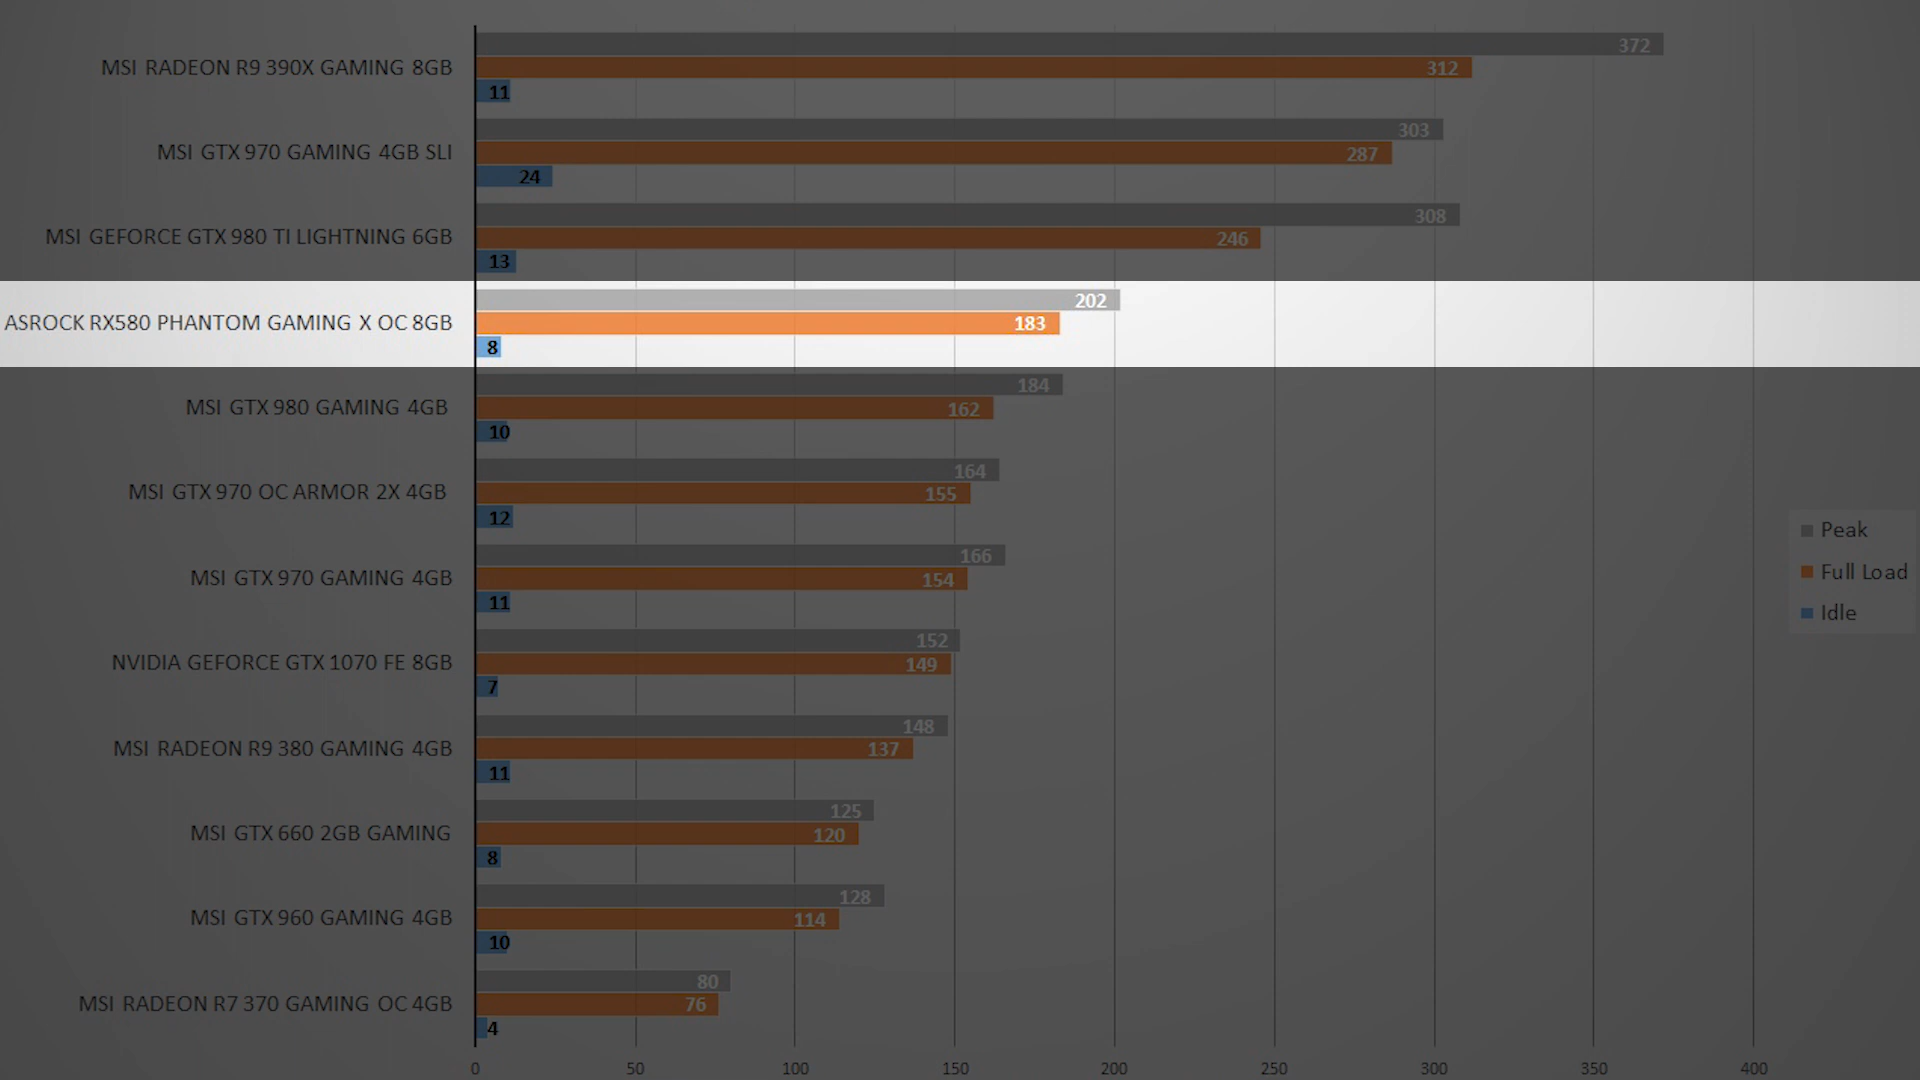 MSI RADEON R9 390X GAMING 8GB
372
312
11
MSI GTX 970 GAMING 4GB SLI
303
287
24
MSI GEFORCE GTX 980 TI LIGHTNING 6GB
308
246
13
ASROCK RX580 PHANTOM GAMING X OC 8GB
202
183
8
MSI GTX 980 GAMING 4GB
184
162
10
MSI GTX 970 OC ARMOR 2X 4GB
164
155
12
MSI GTX 970 GAMING 4GB
166
154
11
NVIDIA GEFORCE GTX 1070 FE 8GB
152
149
7
MSI RADEON R9 380 GAMING 4GB
148
137
11
MSI GTX 660 2GB GAMING
125
120
8
MSI GTX 960 GAMING 4GB
128
114
10
MSI RADEON R7 370 GAMING OC 4GB
80
76
4
Peak
Full Load
Idle
0 50 100 150 200 250 300 350 400